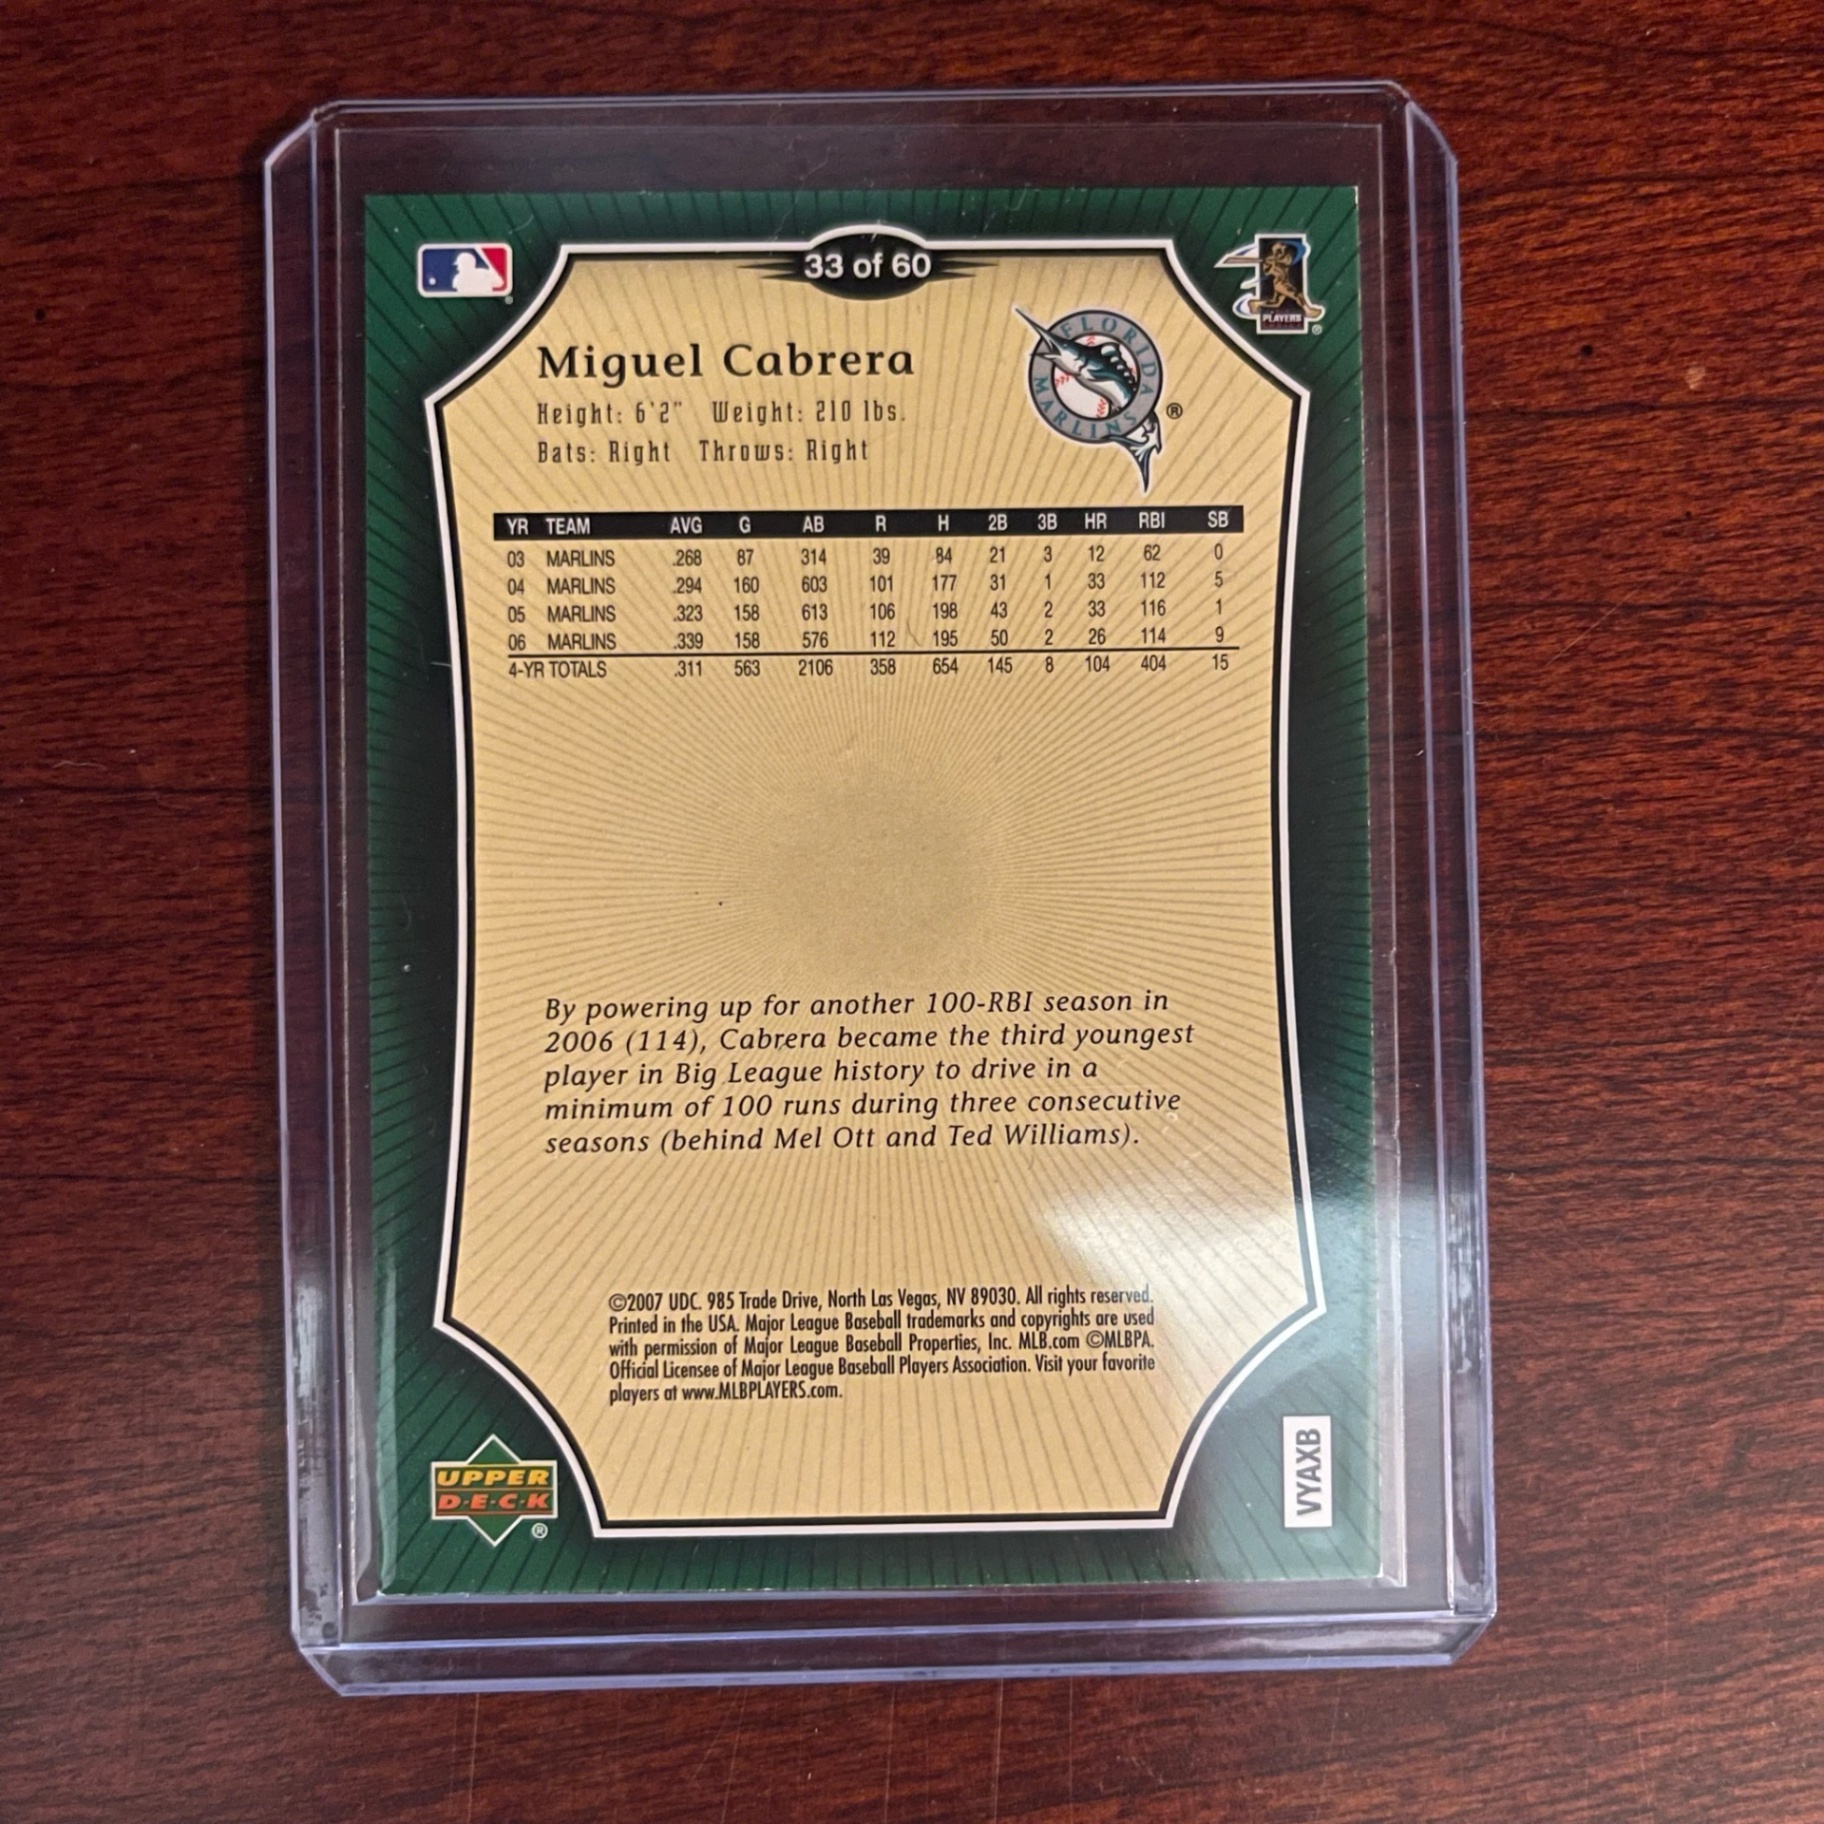 33 of 60
Miguel Cabrera
FLORIDA
MARLINS
®
PLAYERS
®
Height: 6'2" Weight: 210 lbs.
Bats: Right Throws: Right
YR TEAM AVG G AB R H 2B 3B HR RBI SB
03 MARLINS .268 87 314 39 84 21 3 12 62 0
04 MARLINS .294 160 603 101 177 31 1 33 112 5
05 MARLINS .323 158 613 106 198 43 2 33 116 1
06 MARLINS .339 158 576 112 195 50 2 26 114 9
4-YR TOTALS .311 563 2106 358 654 145 8 104 404 15
By powering up for another 100-RBI season in
2006 (114), Cabrera became the third youngest
player in Big League history to drive in a
minimum of 100 runs during three consecutive
seasons (behind Mel Ott and Ted Williams).
©2007 UDC. 985 Trade Drive, North Las Vegas, NV 89030. All rights reserved.
Printed in the USA. Major League Baseball trademarks and copyrights are used
with permission of Major League Baseball Properties, Inc. MLB.com ©MLBPA.
Official Licensee of Major League Baseball Players Association. Visit your favorite
players at www.MLBPLAYERS.com.
UPPER
D·E·C·K
®
VYAXB